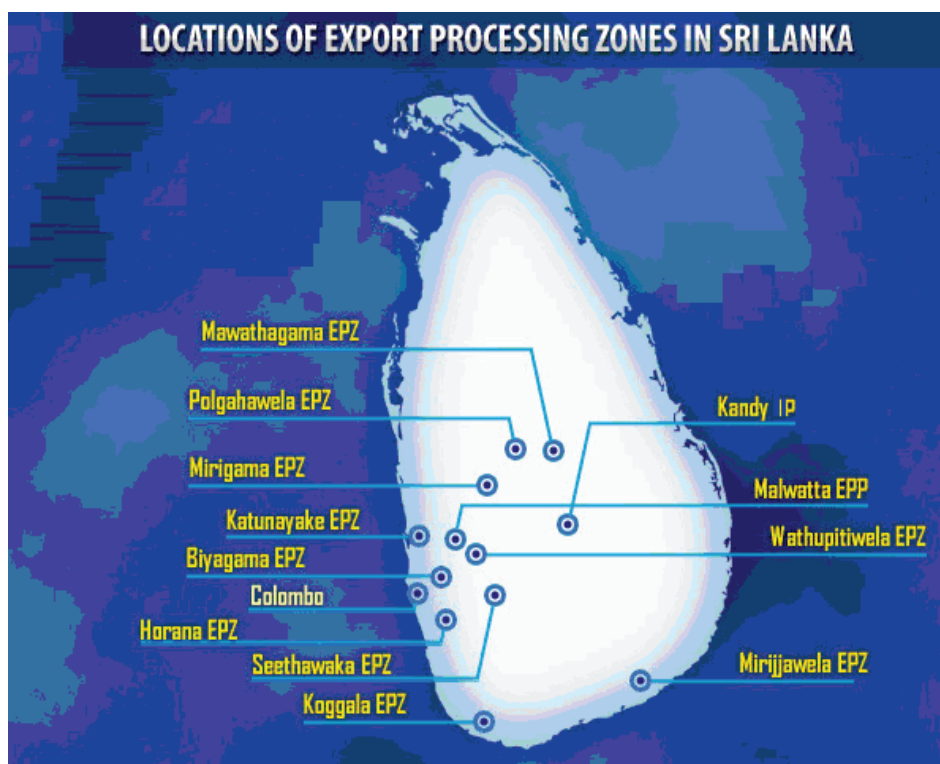 LOCATIONS OF EXPORT PROCESSING ZONES IN SRI LANKA
Mawathagama EPZ
Polgahawela EPZ
Kandy IP
Mirigama EPZ
Malwatta EPP
Katunayake EPZ
Wathupitiwela EPZ
Biyagama EPZ
Colombo
Horana EPZ
Seethawaka EPZ
Mirijjawela EPZ
Koggala EPZ